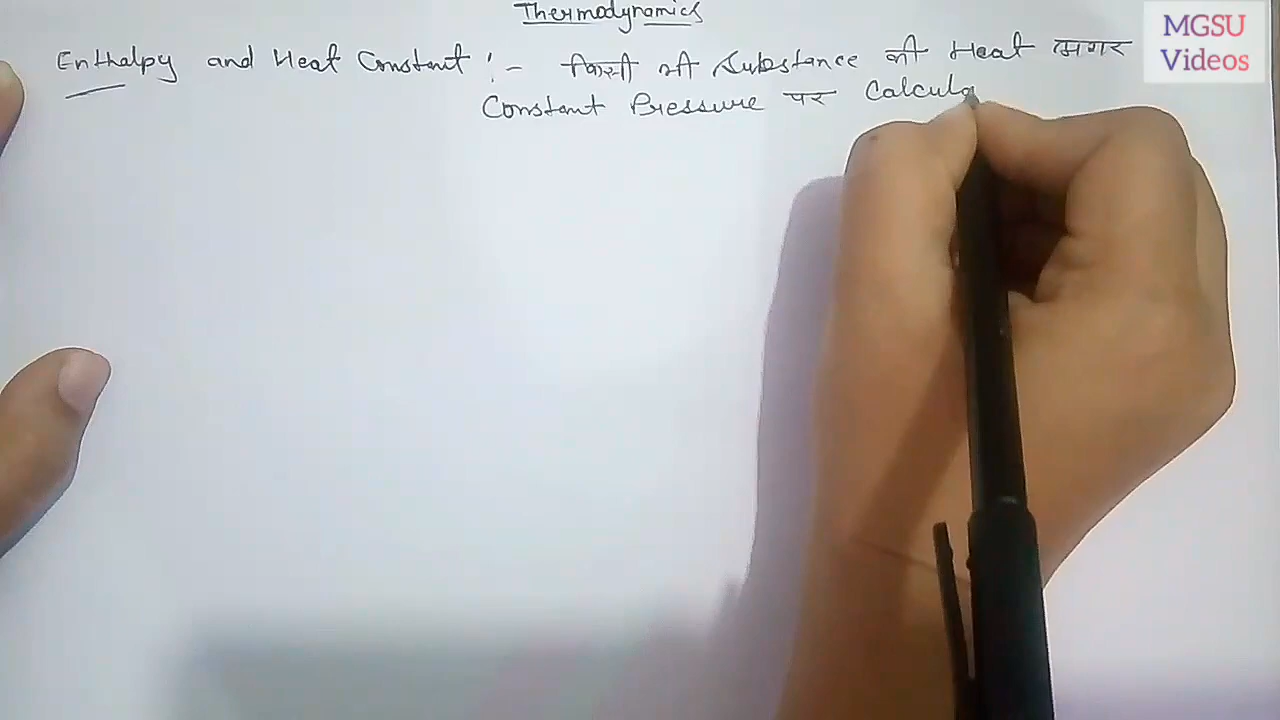 Thermodynamics
MGSU
Videos
Enthalpy and Heat Constant :- किसी भी Substance की Heat अगर
Constant Pressure पर Calcula